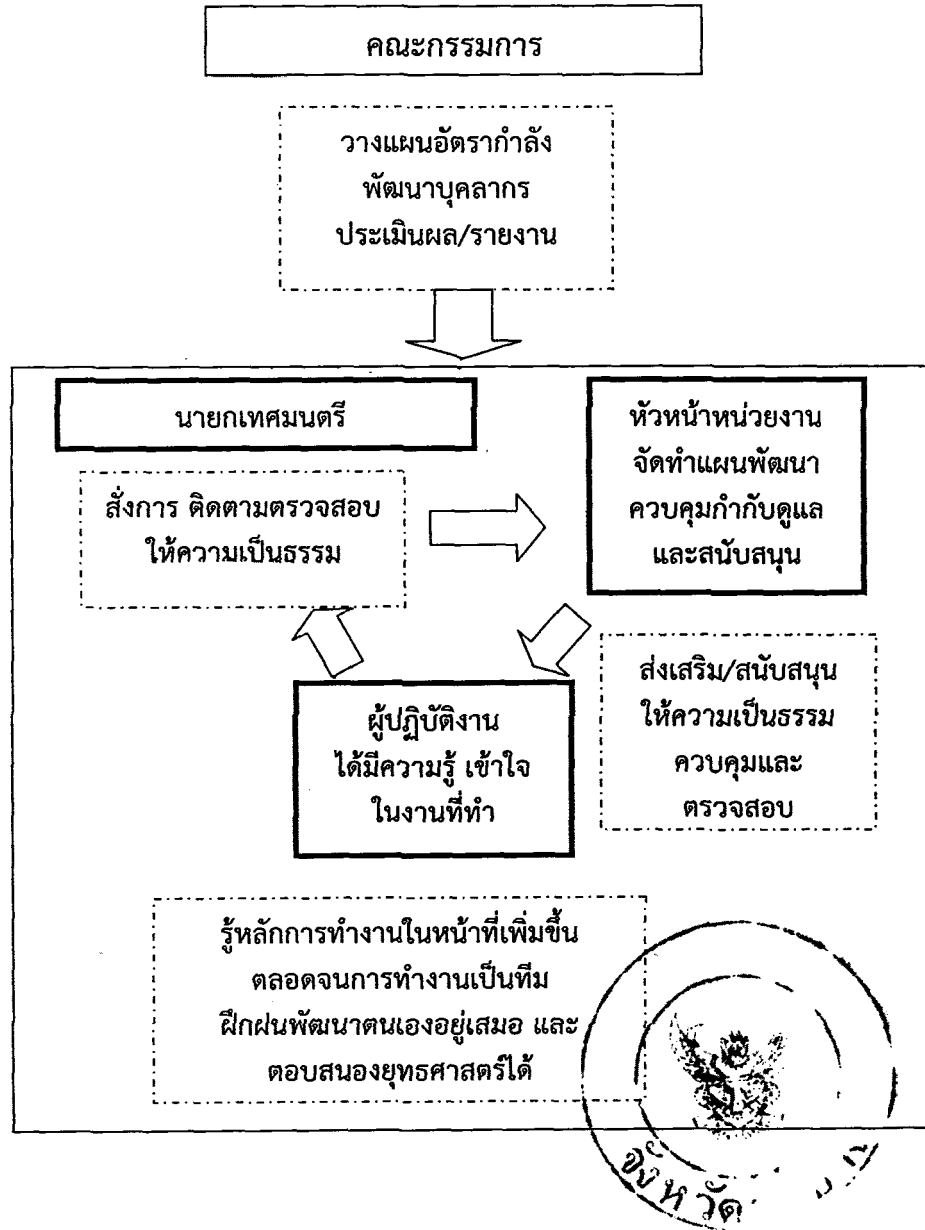 คณะกรรมการ
วางแผนอัตรากำลัง
พัฒนาบุคลากร
ประเมินผล/รายงาน
นายกเทศมนตรี
สั่งการ ติดตามตรวจสอบ
ให้ความเป็นธรรม
หัวหน้าหน่วยงาน
จัดทำแผนพัฒนา
ควบคุมกำกับดูแล
และสนับสนุน
ส่งเสริม/สนับสนุน
ให้ความเป็นธรรม
ควบคุมและ
ตรวจสอบ
ผู้ปฏิบัติงาน
ได้มีความรู้ เข้าใจ
ในงานที่ทำ
รู้หลักการทำงานในหน้าที่เพิ่มขึ้น
ตลอดจนการทำงานเป็นทีม
ฝึกฝนพัฒนาตนเองอยู่เสมอ และ
ตอบสนองยุทธศาสตร์ได้
จังหวัด